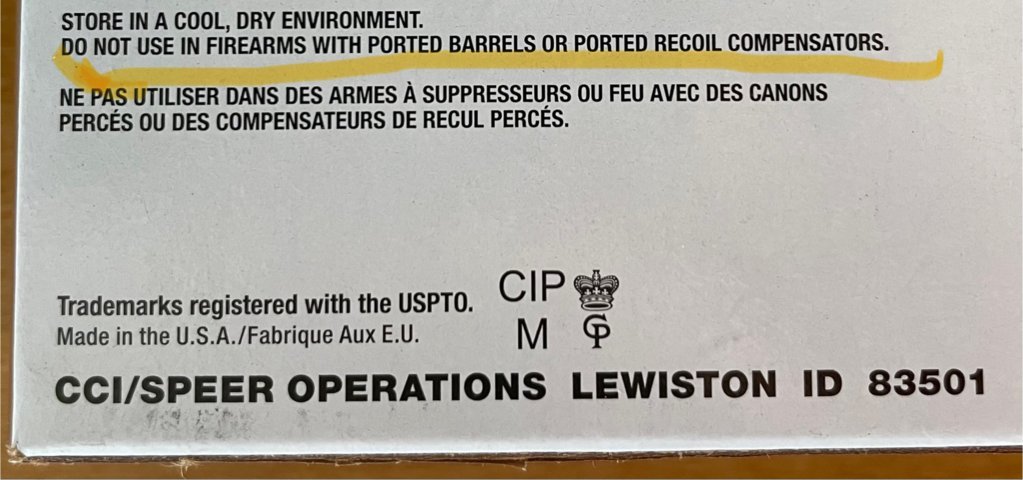 STORE IN A COOL, DRY ENVIRONMENT.
DO NOT USE IN FIREARMS WITH PORTED BARRELS OR PORTED RECOIL COMPENSATORS.
NE PAS UTILISER DANS DES ARMES À SUPPRESSEURS OU FEU AVEC DES CANONS
PERCÉS OU DES COMPENSATEURS DE RECUL PERCÉS.
CIP
M
GP
Trademarks registered with the USPTO.
Made in the U.S.A./Fabrique Aux E.U.
CCI/SPEER OPERATIONS LEWISTON ID 83501